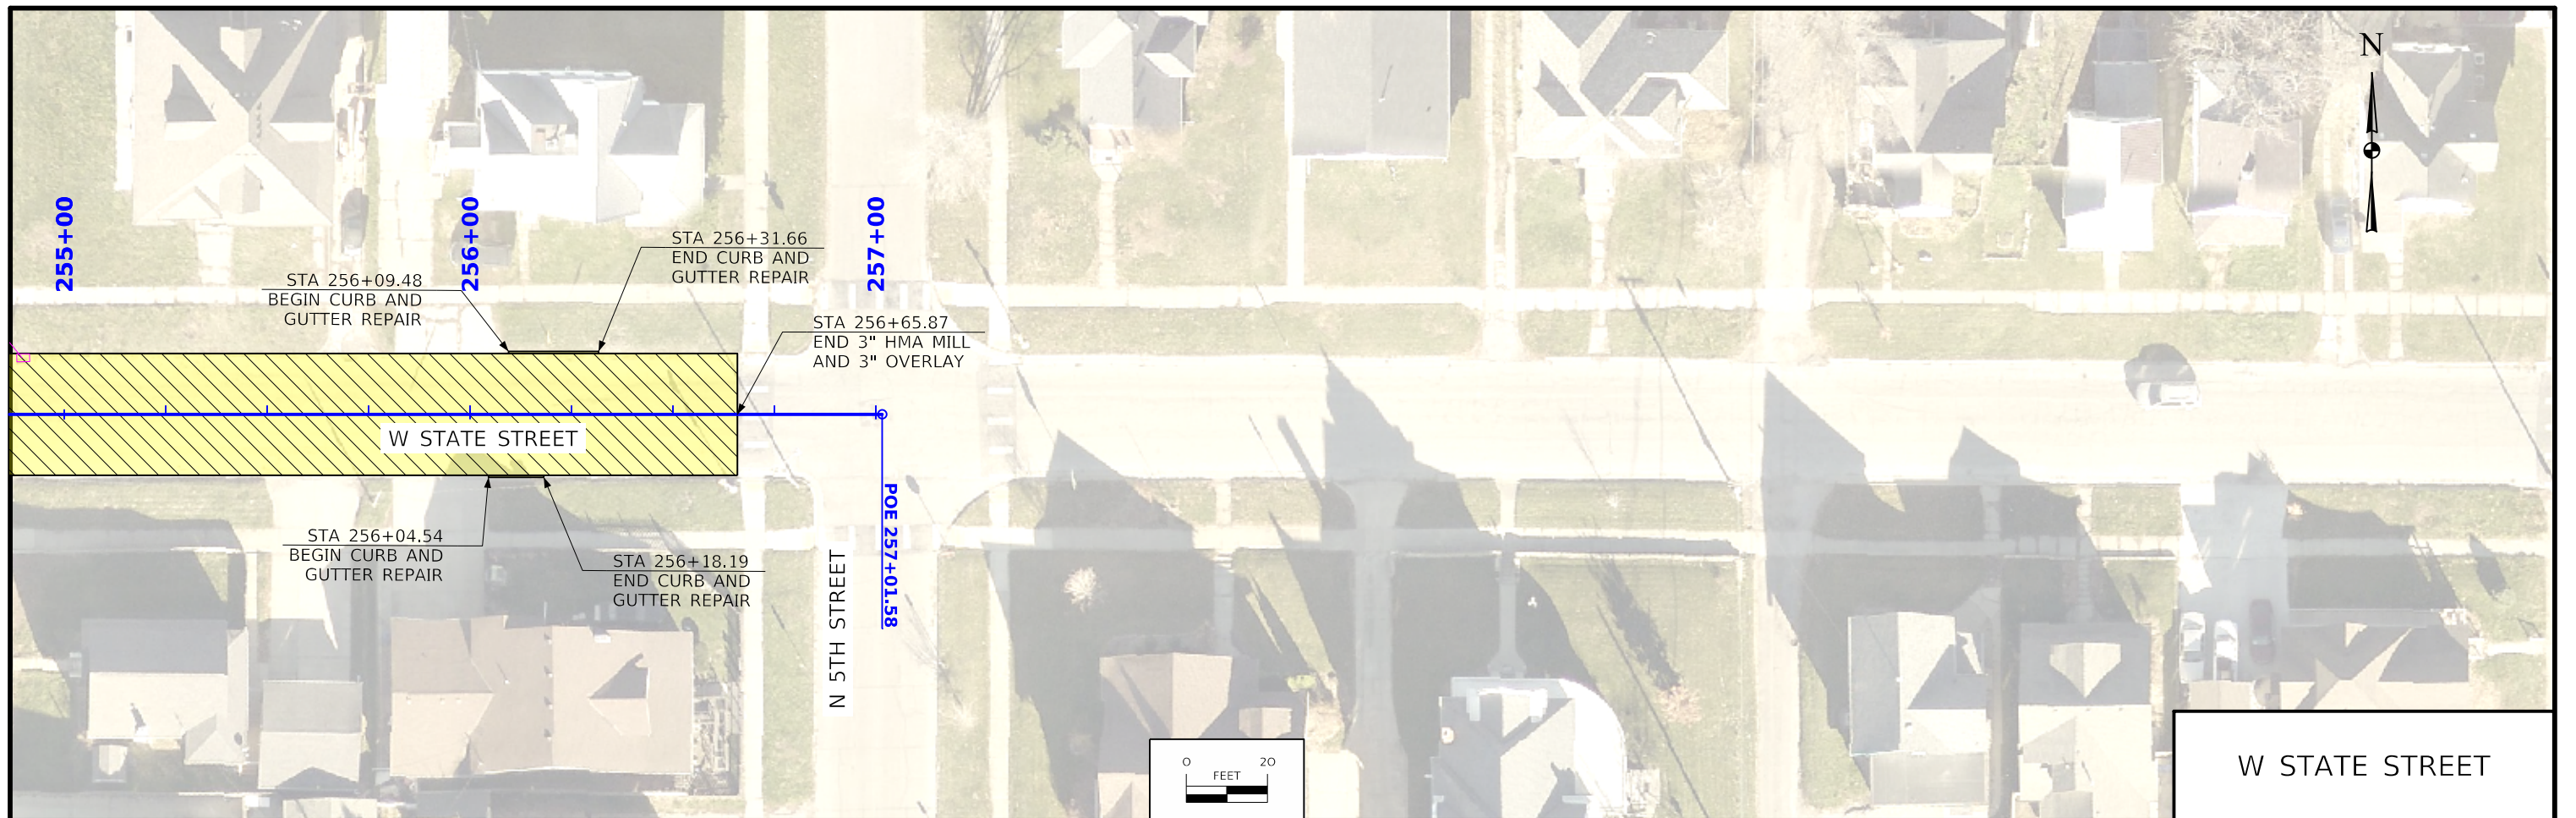 N
255+00
256+00
257+00
STA 256+31.66
END CURB AND
GUTTER REPAIR
STA 256+09.48
BEGIN CURB AND
GUTTER REPAIR
STA 256+65.87
END 3" HMA MILL
AND 3" OVERLAY
W STATE STREET
STA 256+04.54
BEGIN CURB AND
GUTTER REPAIR
STA 256+18.19
END CURB AND
GUTTER REPAIR
POE 257+01.58
N 5TH STREET
0 20
FEET
W STATE STREET